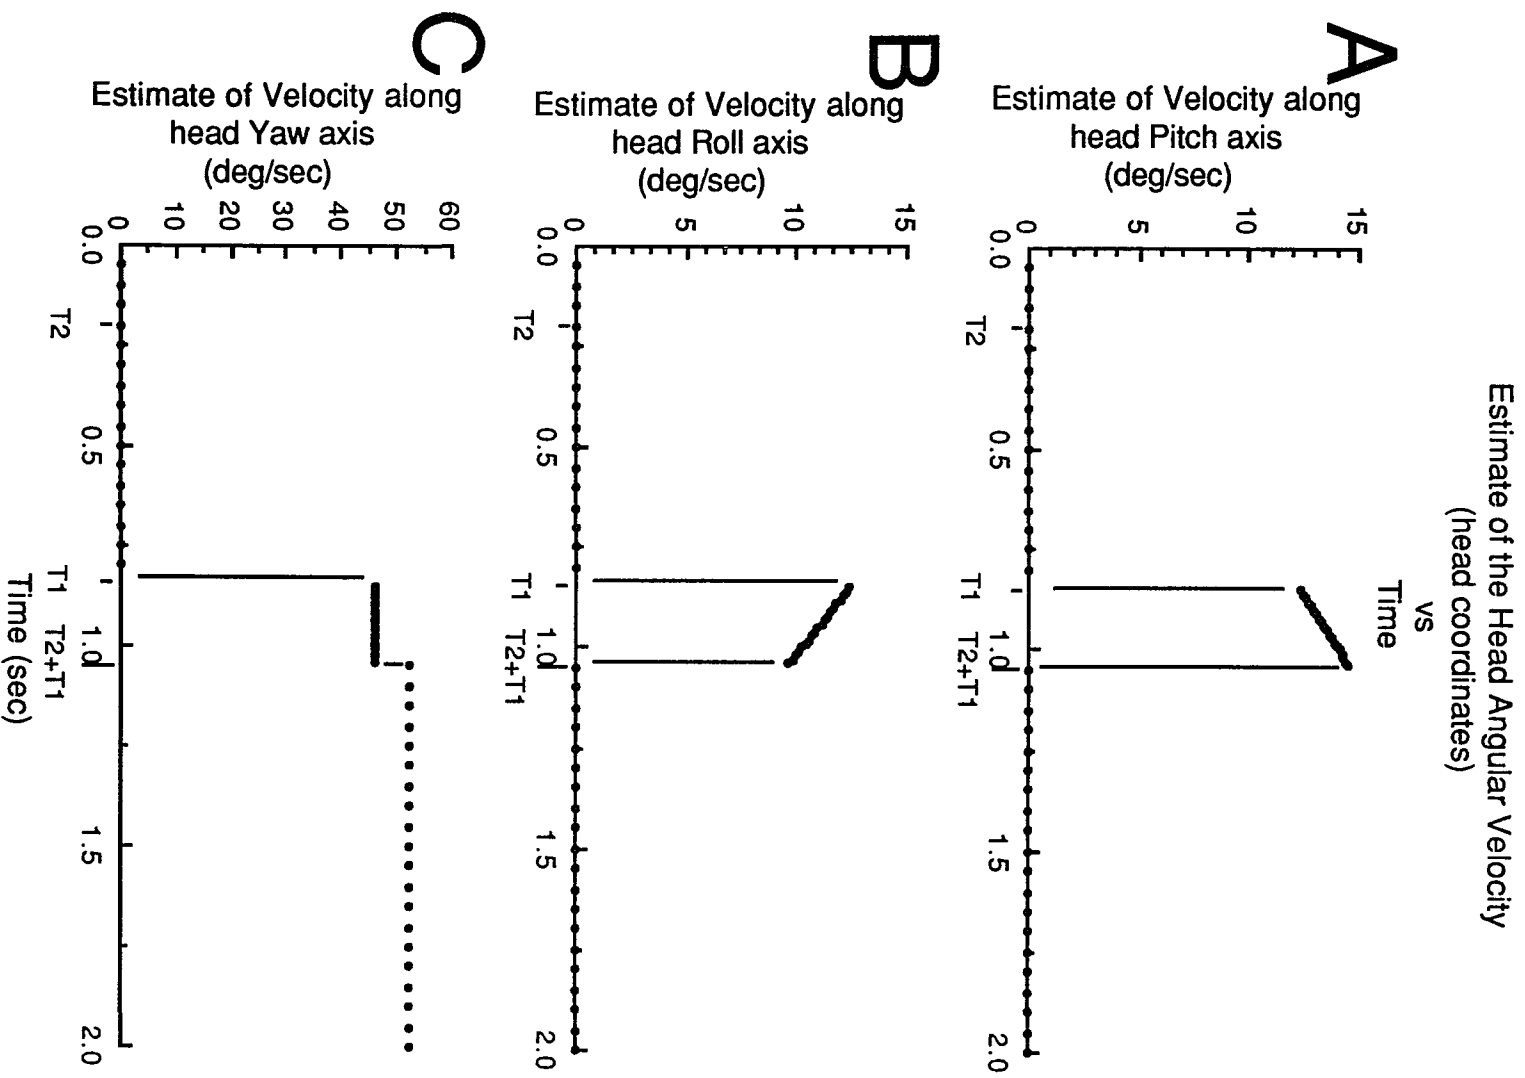 Estimate of the Head Angular Velocity
(head coordinates)
vs
Time
A
Estimate of Velocity along
head Pitch axis
(deg/sec)
15
10
5
0
0.0
T2
0.5
T1
1.0
T2+T1
1.5
2.0
B
Estimate of Velocity along
head Roll axis
(deg/sec)
15
10
5
0
0.0
T2
0.5
T1
1.0
T2+T1
1.5
2.0
C
Estimate of Velocity along
head Yaw axis
(deg/sec)
60
50
40
30
20
10
0
0.0
T2
0.5
T1
1.0
T2+T1
1.5
2.0
Time (sec)